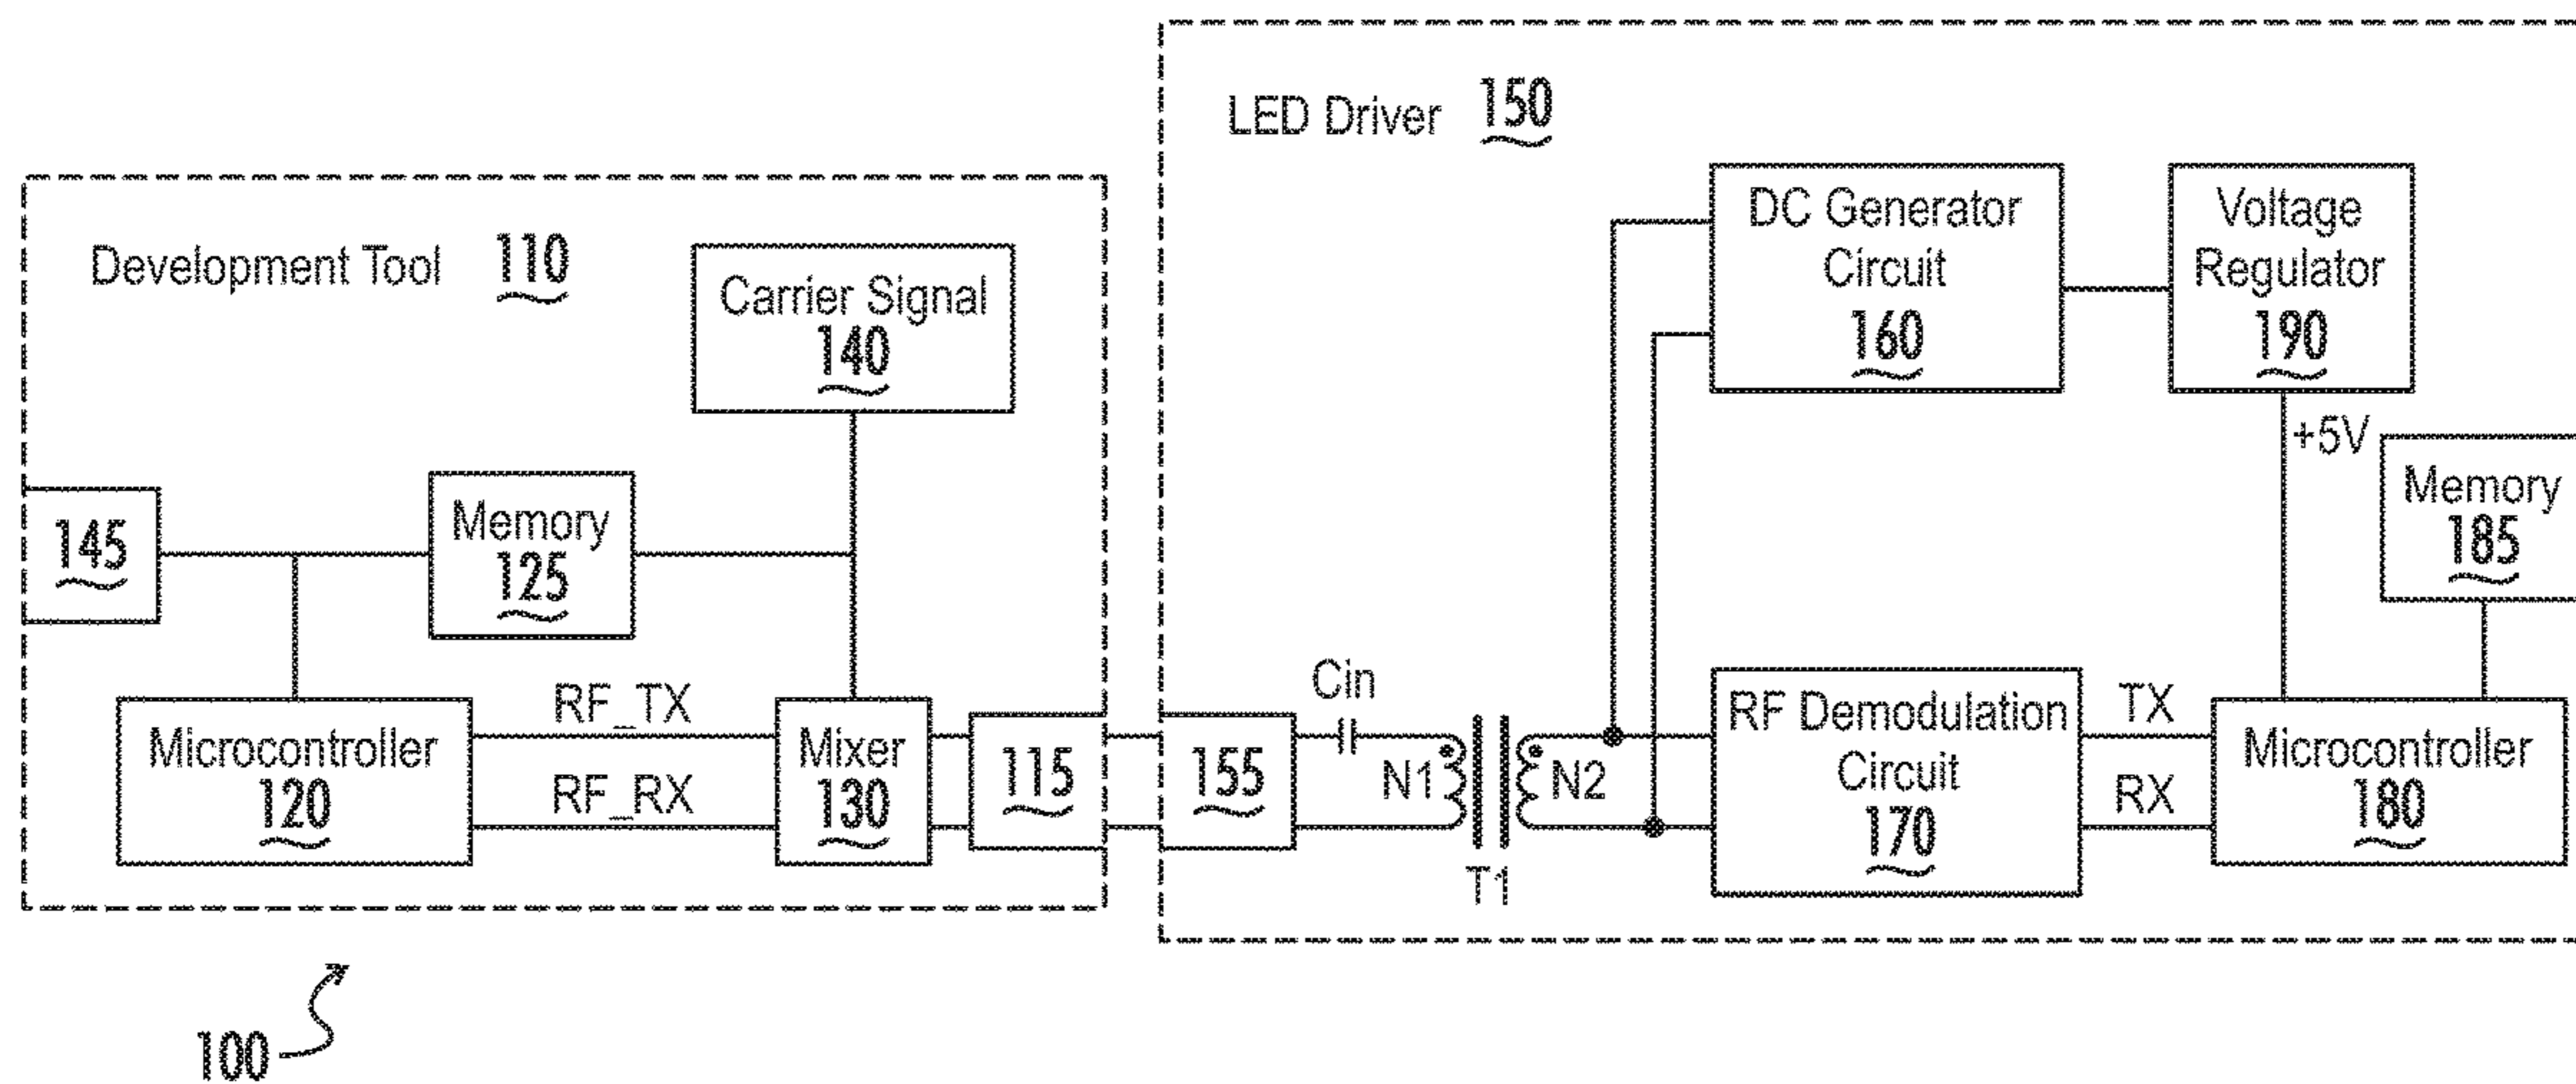 LED Driver 150
Development Tool 110
Carrier Signal
140
DC Generator
Circuit
160
Voltage
Regulator
190
+5V
145
Memory
125
Memory
185
Microcontroller
120
RF_TX
RF_RX
Mixer
130
115
155
Cin
N1
N2
T1
RF Demodulation
Circuit
170
TX
RX
Microcontroller
180
100